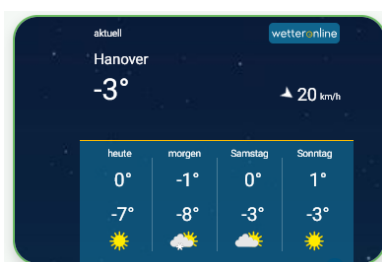 aktuell wetteronline
Hanover
-3° 20 km/h
heute morgen Samstag Sonntag
0° -1° 0° 1°
-7° -8° -3° -3°